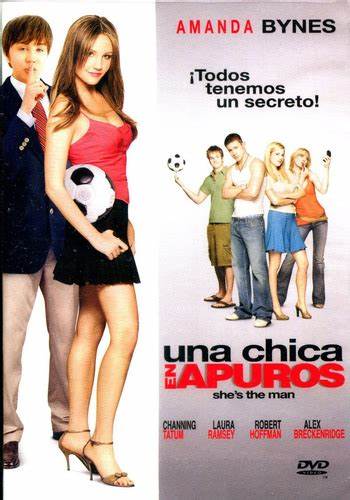 AMANDA BYNES
¡Todos
tenemos
un secreto!
una chica
EN APUROS
she's the man
CHANNING TATUM
LAURA RAMSEY
ROBERT HOFFMAN
ALEX BRECKENRIDGE
DVD
VIDEO